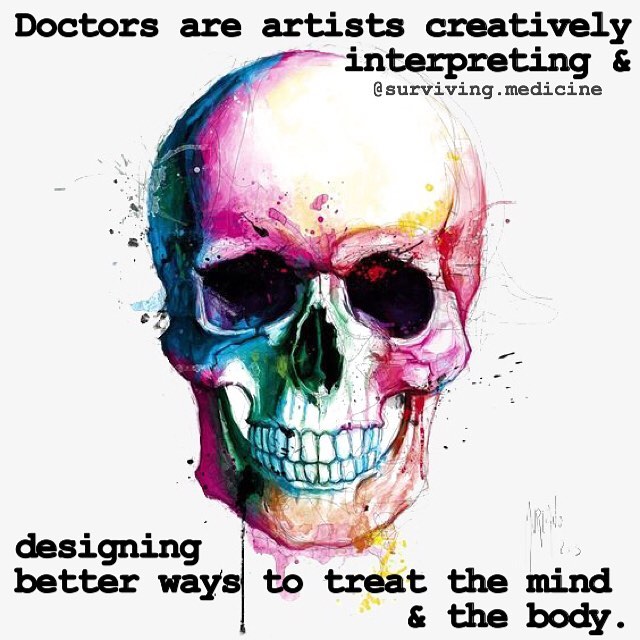 Doctors are artists creatively
interpreting &
@surviving.medicine
designing
better ways to treat the mind
& the body.